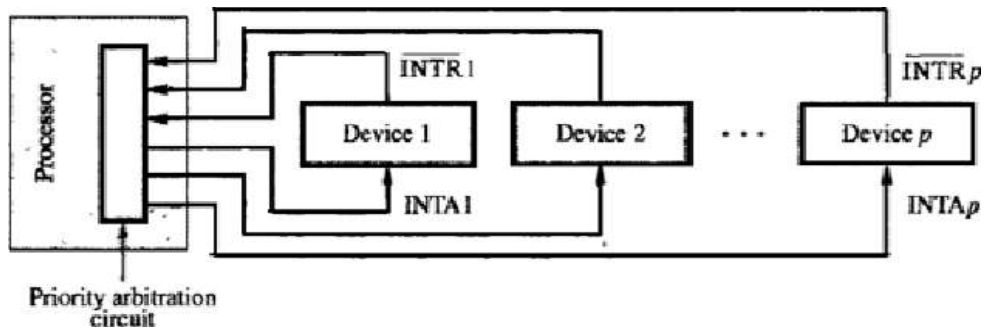 Processor
INTR1
INTRp
Device 1
Device 2
Device p
INTA1
INTAp
Priority arbitration
circuit